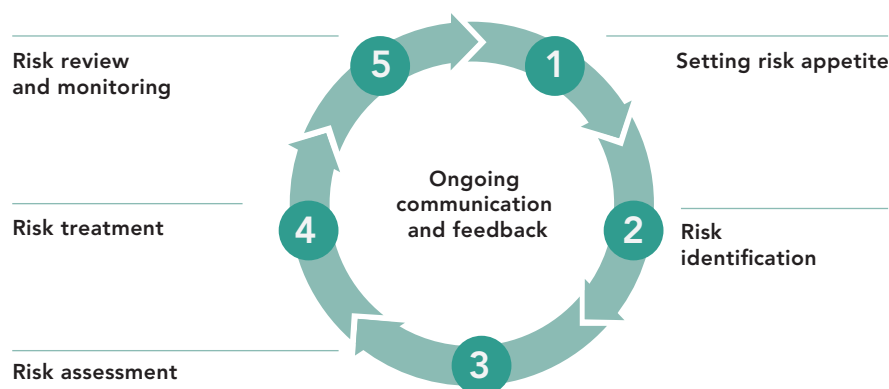 1
Setting risk appetite
2
Risk
identification
3
Risk assessment
4
Risk treatment
5
Risk review
and monitoring
Ongoing
communication
and feedback